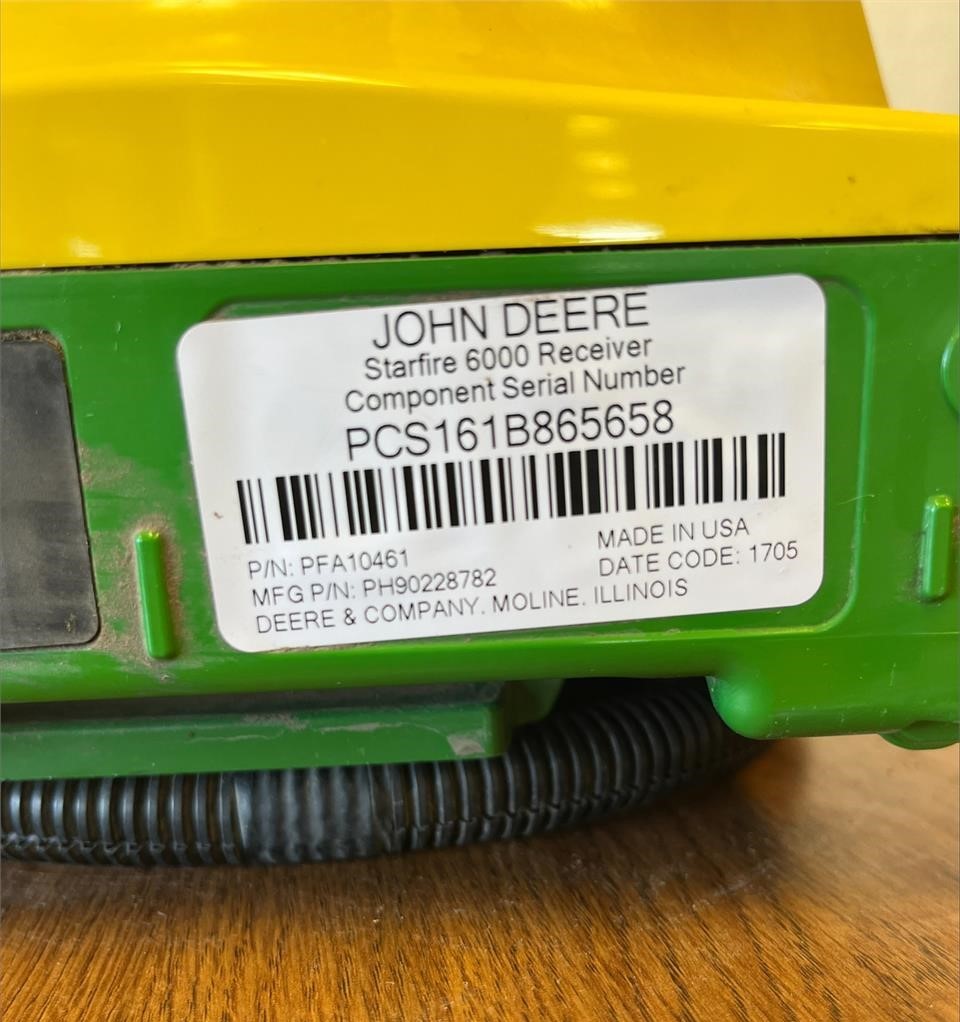 JOHN DEERE
Starfire 6000 Receiver
Component Serial Number
PCS161B865658
P/N: PFA10461
MADE IN USA
MFG P/N: PH90228782
DATE CODE: 1705
DEERE & COMPANY. MOLINE. ILLINOIS